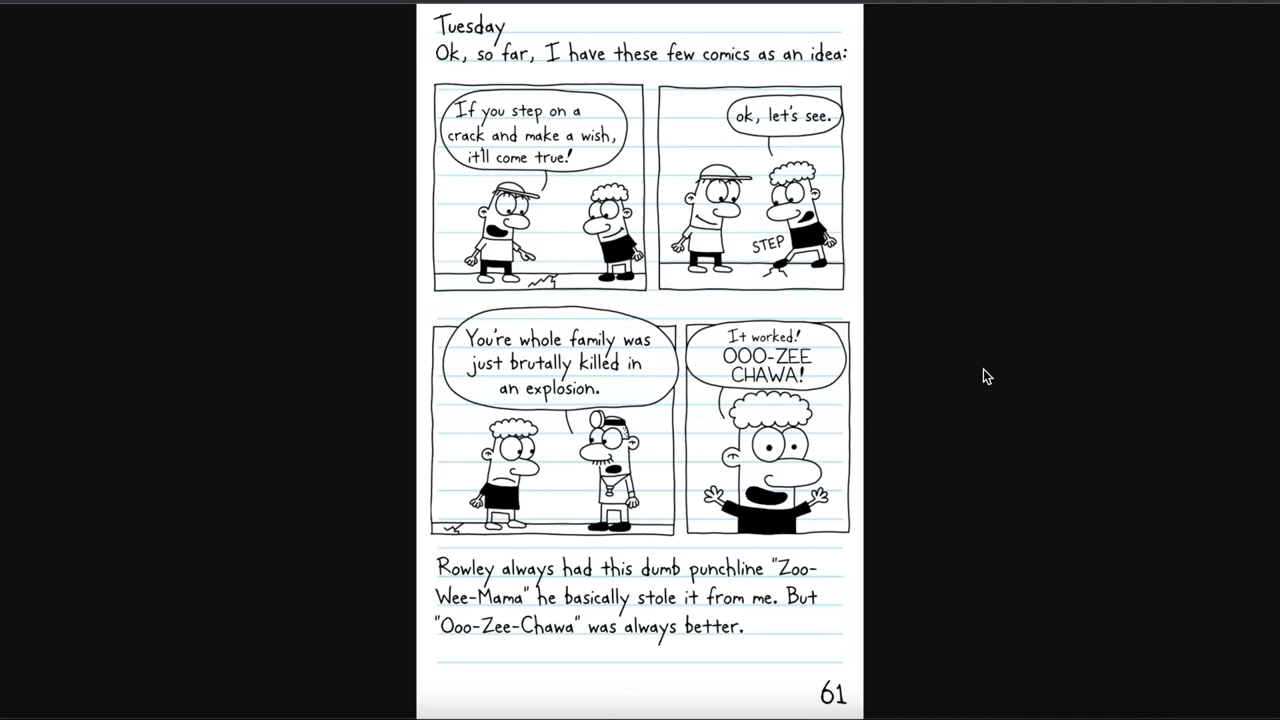 Tuesday
Ok, so far, I have these few comics as an idea:
If you step on a
crack and make a wish,
it'll come true!
ok, let's see.
STEP
You're whole family was
just brutally killed in
an explosion.
It worked!
OOO-ZEE
CHAWA!
Rowley always had this dumb punchline "Zoo-
Wee-Mama" he basically stole it from me. But
"Ooo-Zee-Chawa" was always better.
61